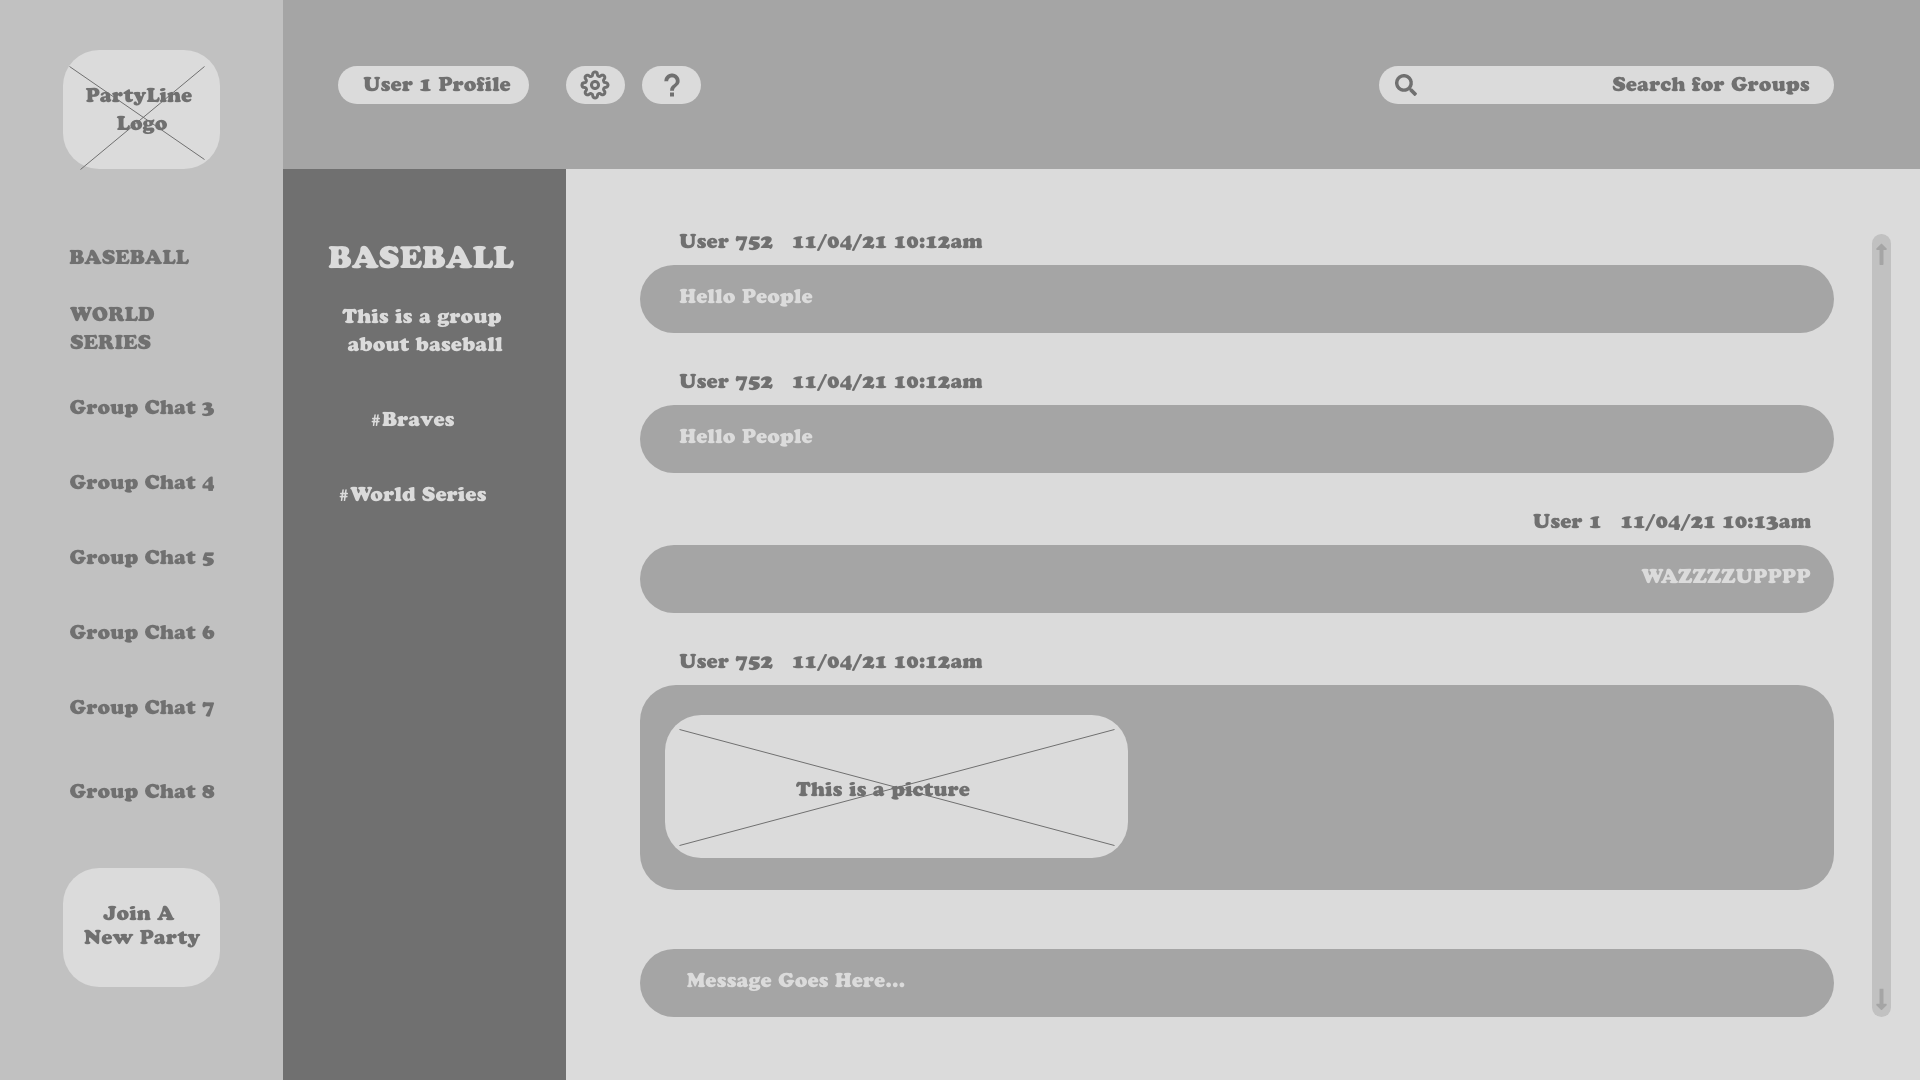 PartyLine
Logo
User 1 Profile
?
Search for Groups
BASEBALL
WORLD
SERIES
Group Chat 3
Group Chat 4
Group Chat 5
Group Chat 6
Group Chat 7
Group Chat 8
Join A
New Party
BASEBALL
This is a group
about baseball
#Braves
#World Series
User 752 11/04/21 10:12am
Hello People
User 752 11/04/21 10:12am
Hello People
User 1 11/04/21 10:13am
WAZZZZUPPPP
User 752 11/04/21 10:12am
This is a picture
Message Goes Here...